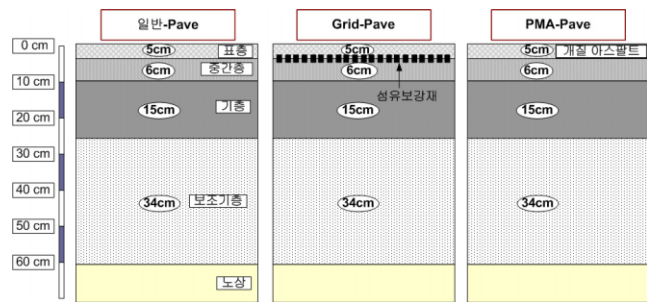 일반-Pave
Grid-Pave
PMA-Pave
0 cm
10 cm
20 cm
30 cm
40 cm
50 cm
60 cm
5cm 표층
6cm 중간층
15cm 기층
34cm 보조기층
노상
5cm
6cm
섬유보강재
15cm
34cm
5cm 개질 아스팔트
6cm
15cm
34cm